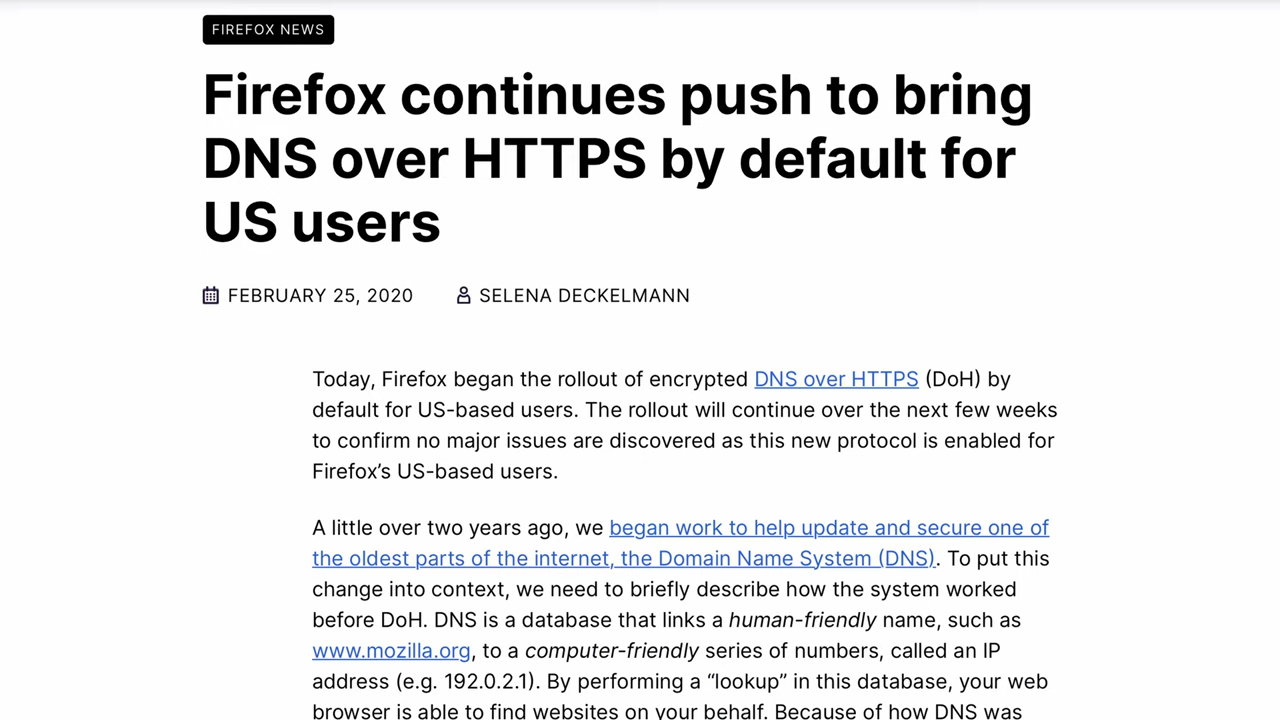 FIREFOX NEWS
Firefox continues push to bring
DNS over HTTPS by default for
US users
FEBRUARY 25, 2020 SELENA DECKELMANN
Today, Firefox began the rollout of encrypted DNS over HTTPS (DoH) by
default for US-based users. The rollout will continue over the next few weeks
to confirm no major issues are discovered as this new protocol is enabled for
Firefox’s US-based users.
A little over two years ago, we began work to help update and secure one of
the oldest parts of the internet, the Domain Name System (DNS). To put this
change into context, we need to briefly describe how the system worked
before DoH. DNS is a database that links a human-friendly name, such as
www.mozilla.org, to a computer-friendly series of numbers, called an IP
address (e.g. 192.0.2.1). By performing a “lookup” in this database, your web
browser is able to find websites on your behalf. Because of how DNS was